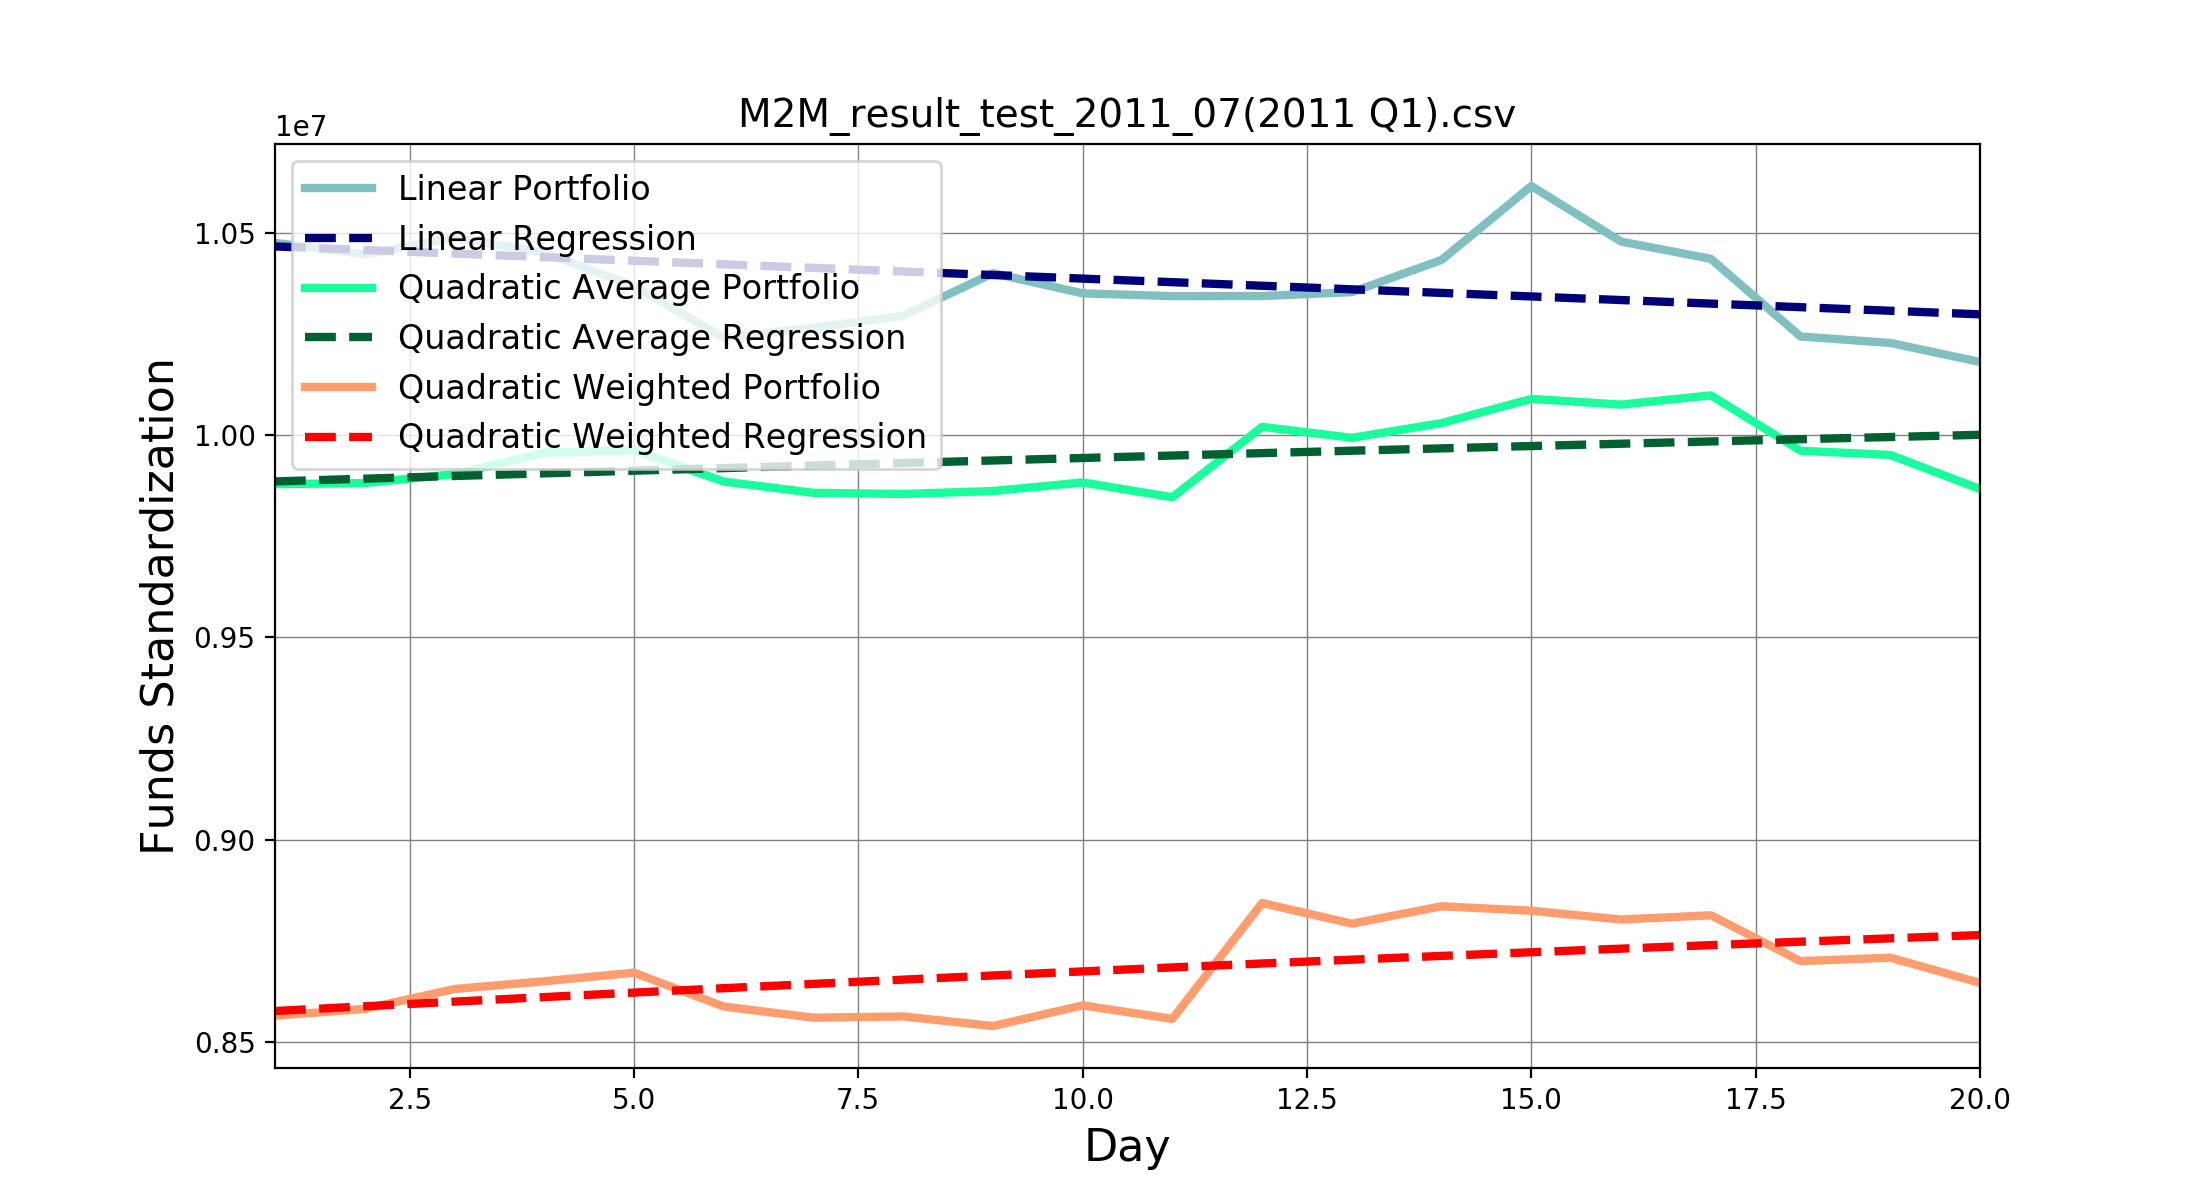 M2M_result_test_2011_07(2011 Q1).csv
1e7
Linear Portfolio
Linear Regression
Quadratic Average Portfolio
Quadratic Average Regression
Quadratic Weighted Portfolio
Quadratic Weighted Regression
Funds Standardization
1.05
1.00
0.95
0.90
0.85
2.5 5.0 7.5 10.0 12.5 15.0 17.5 20.0
Day